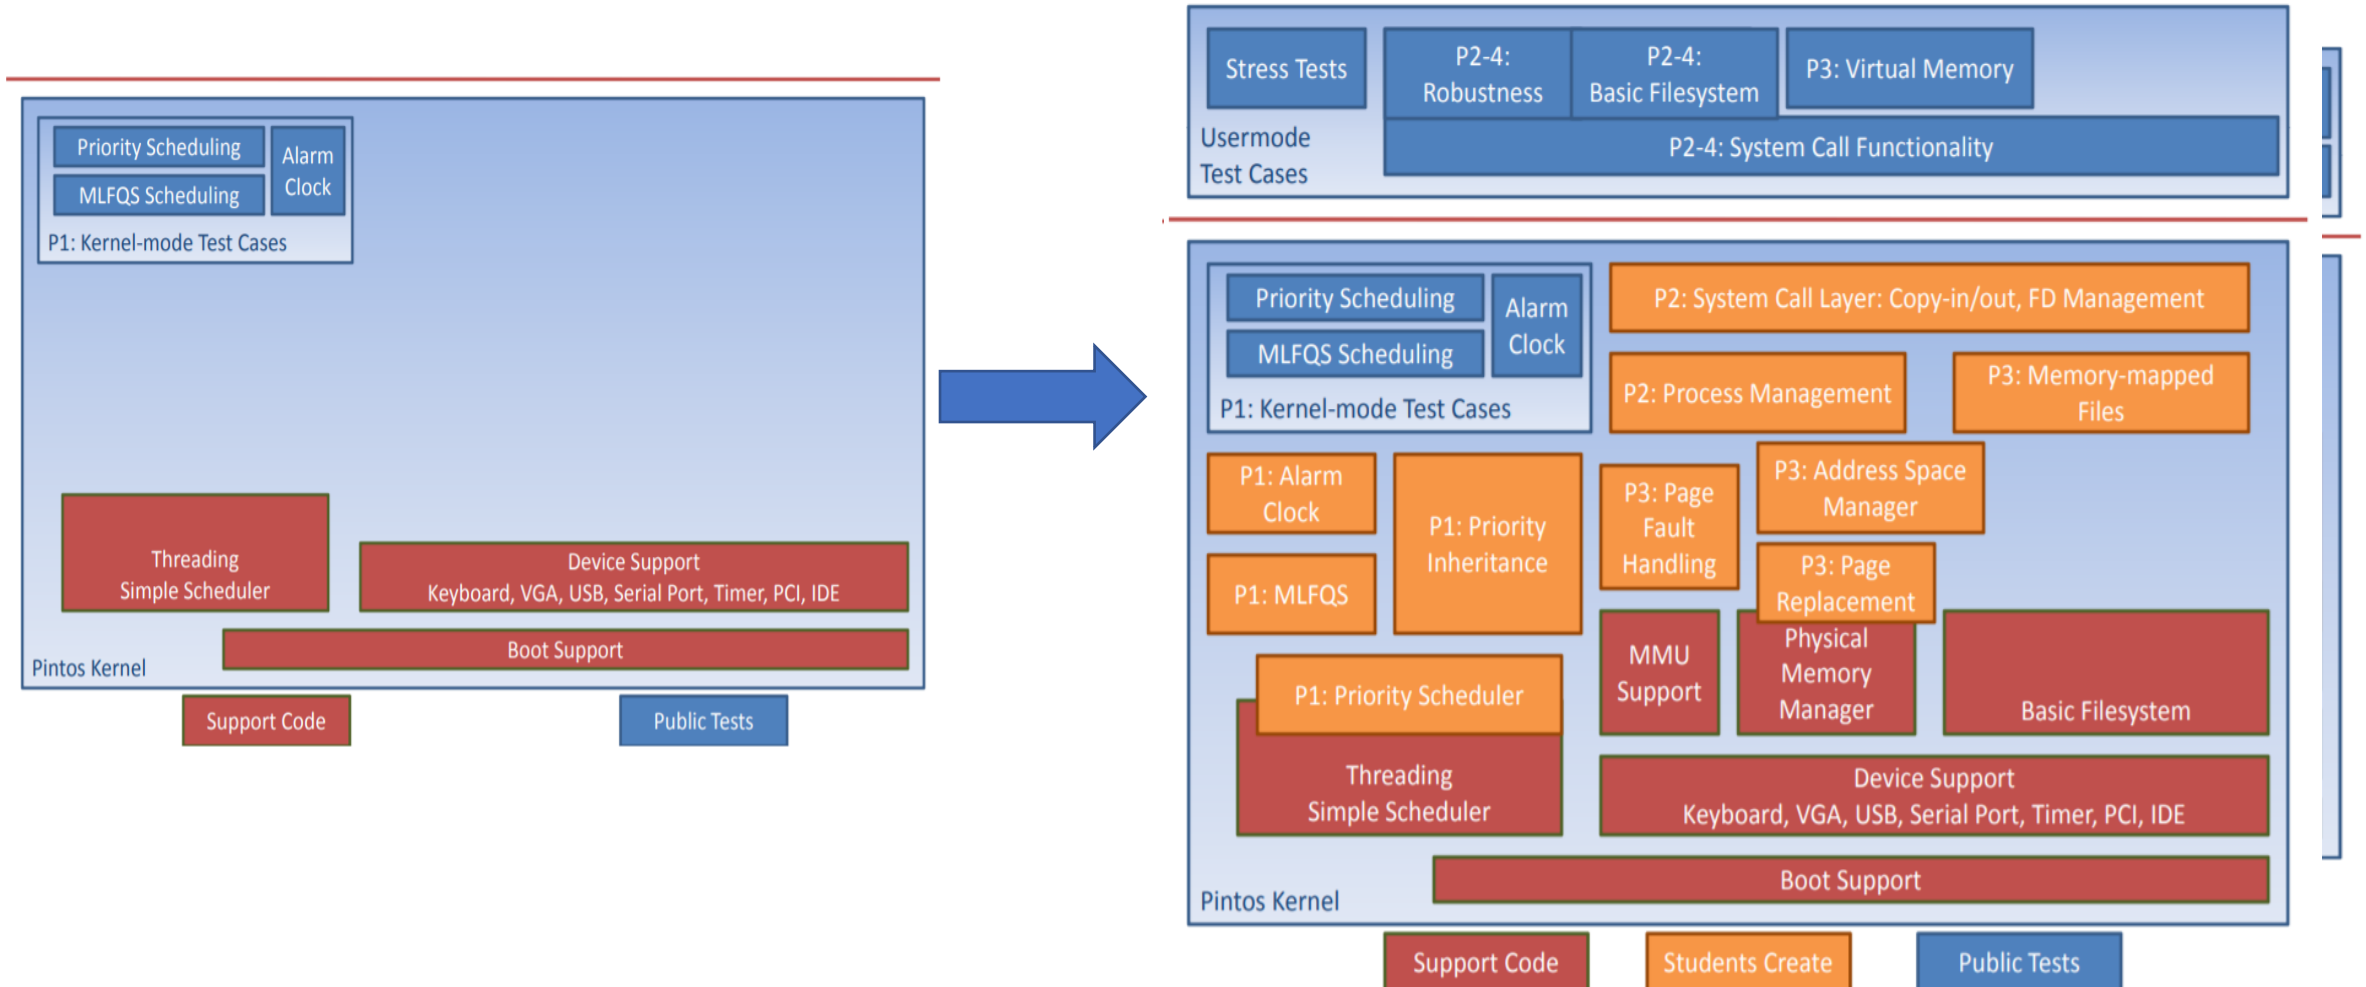 Priority Scheduling
MLFQS Scheduling
Alarm
Clock
P1: Kernel-mode Test Cases
Threading
Simple Scheduler
Device Support
Keyboard, VGA, USB, Serial Port, Timer, PCI, IDE
Boot Support
Pintos Kernel
Support Code
Public Tests
Stress Tests
P2-4:
Robustness
P2-4:
Basic Filesystem
P3: Virtual Memory
Usermode
Test Cases
P2-4: System Call Functionality
Priority Scheduling
MLFQS Scheduling
Alarm
Clock
P1: Kernel-mode Test Cases
P2: System Call Layer: Copy-in/out, FD Management
P2: Process Management
P3: Memory-mapped
Files
P1: Alarm
Clock
P1: MLFQS
P1: Priority
Inheritance
P3: Page
Fault
Handling
P3: Address Space
Manager
P3: Page
Replacement
P1: Priority Scheduler
Threading
Simple Scheduler
MMU
Support
Physical
Memory
Manager
Basic Filesystem
Device Support
Keyboard, VGA, USB, Serial Port, Timer, PCI, IDE
Boot Support
Pintos Kernel
Support Code
Students Create
Public Tests